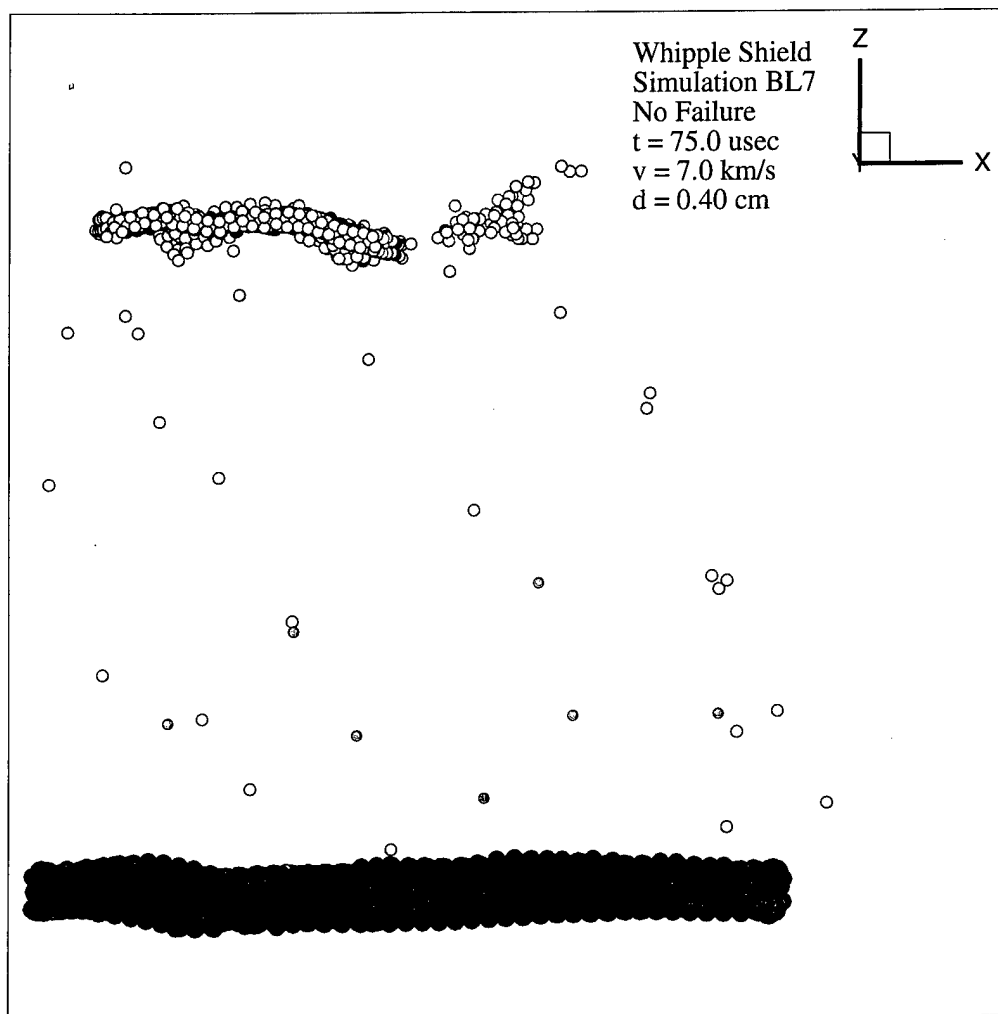 Whipple Shield
Simulation BL7
No Failure
t = 75.0 usec
v = 7.0 km/s
d = 0.40 cm
Z
Y
X